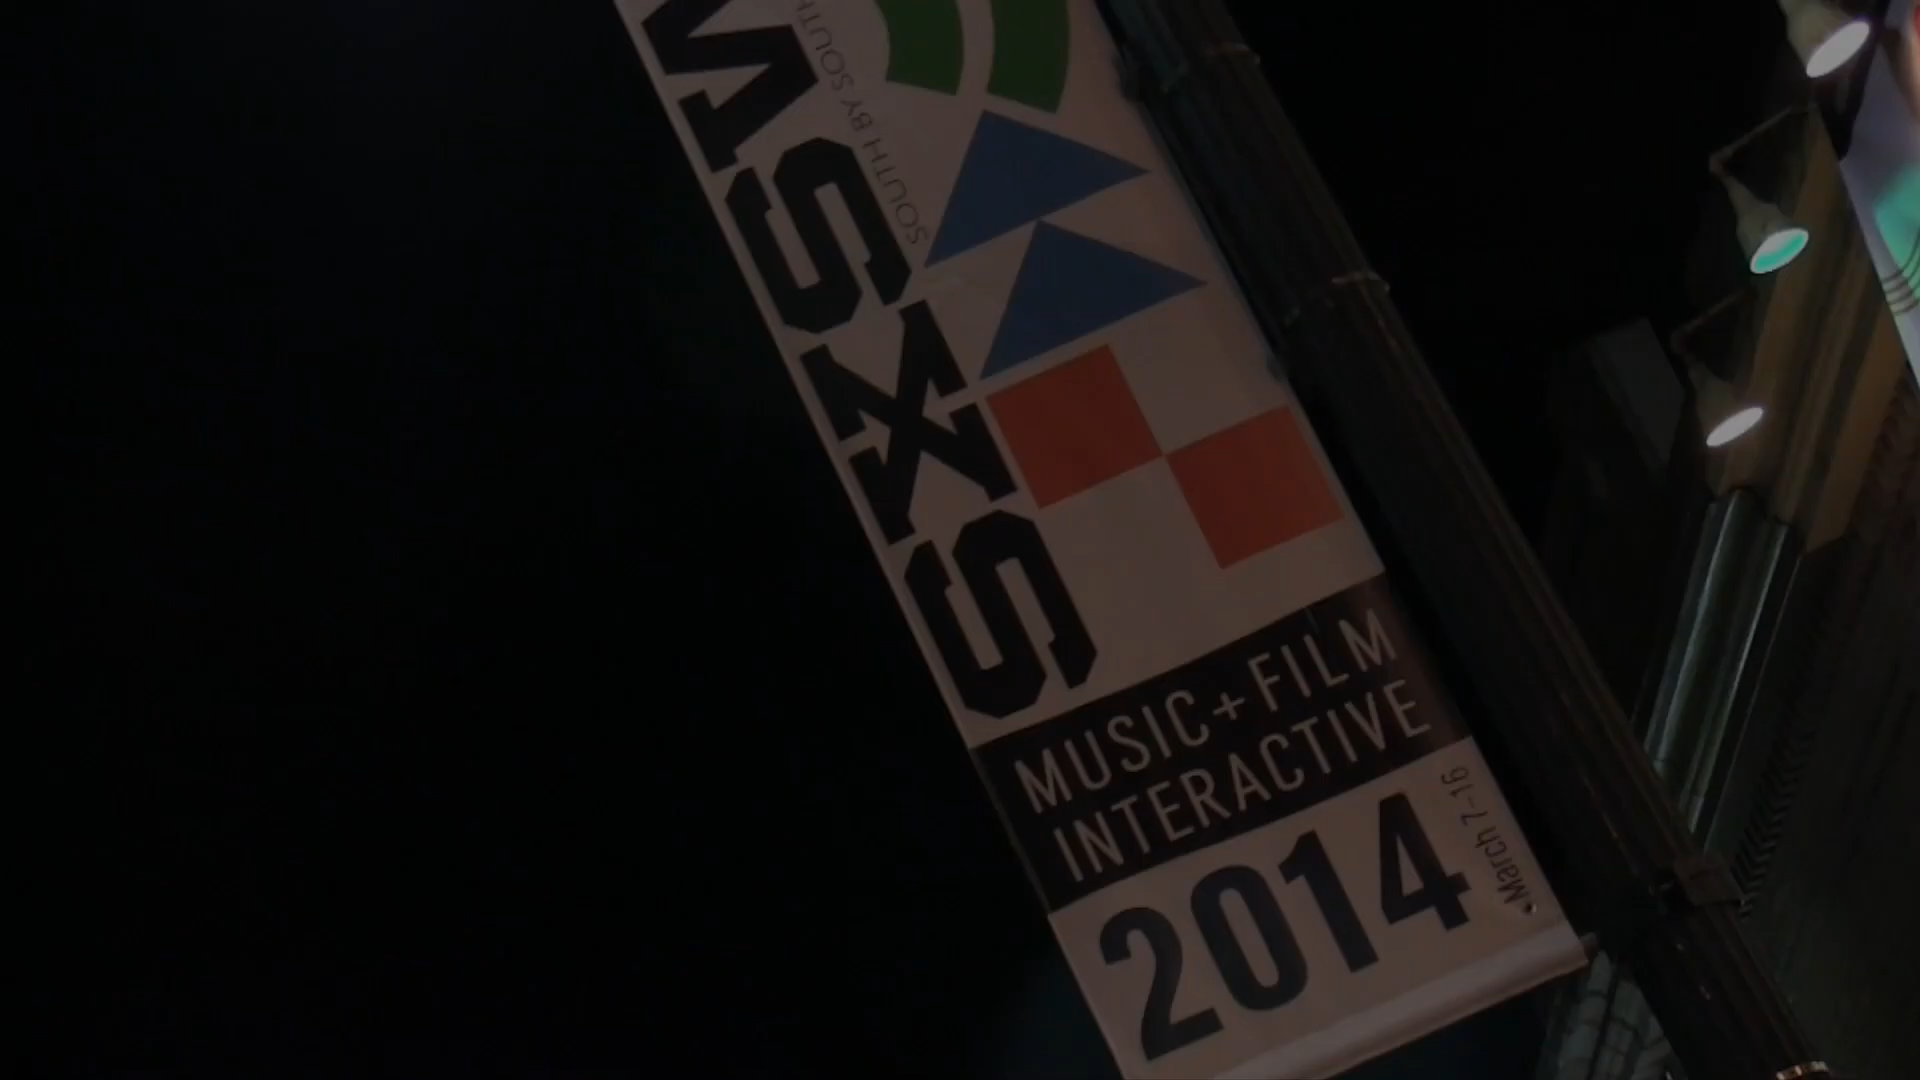 SXSW
SOUTH BY SOUTH
MUSIC+FILM
INTERACTIVE
2014
•March 7-16